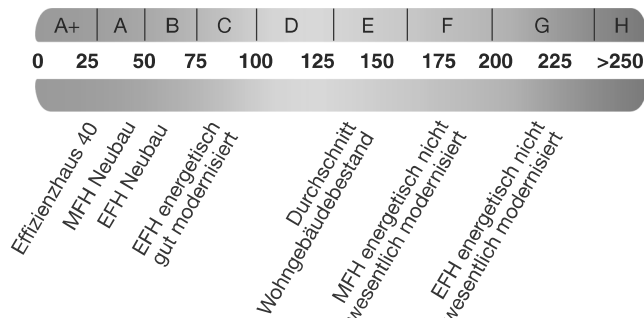 A+ A B C D E F G H
0 25 50 75 100 125 150 175 200 225 >250
Effizienzhaus 40
MFH Neubau
EFH Neubau
EFH energetisch
gut modernisiert
Durchschnitt
Wohngebäudebestand
MFH energetisch nicht
wesentlich modernisiert
EFH energetisch nicht
wesentlich modernisiert